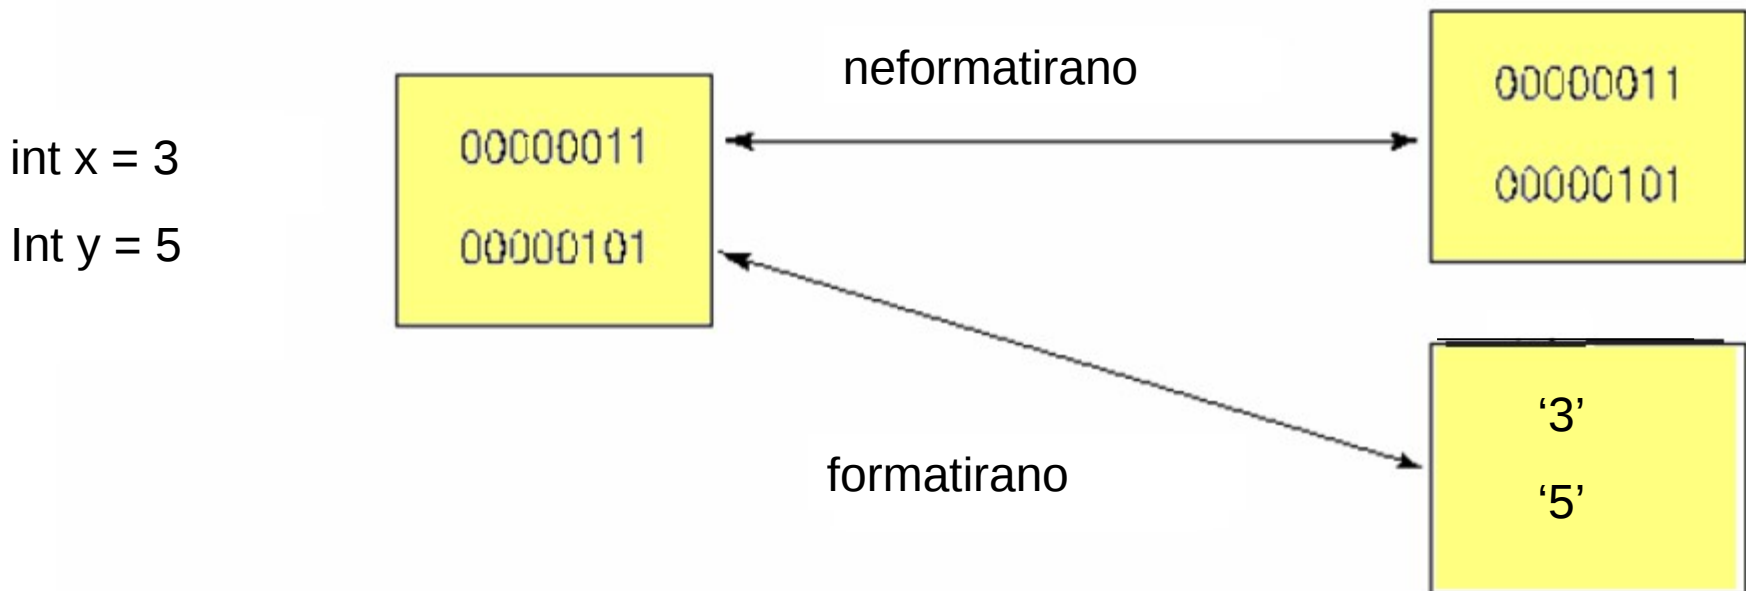 neformatirano
int x = 3
Int y = 5
00000011
00000101
00000011
00000101
formatirano
‘3’
‘5’